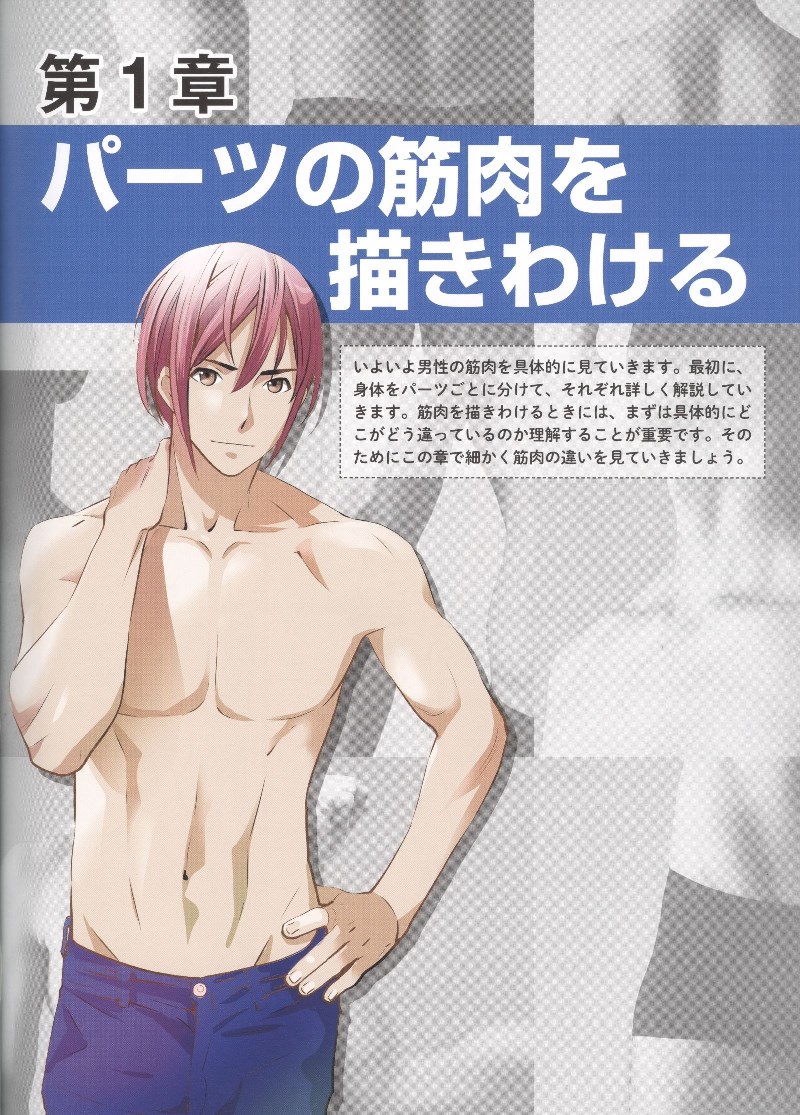 第1章
パーツの筋肉を
描きわける
いよいよ男性の筋肉を具体的に見ていきます。最初に、
身体をパーツごとに分けて、それぞれ詳しく解説してい
きます。筋肉を描きわけるときには、まずは具体的にど
こがどう違っているのか理解することが重要です。その
ためにこの章で細かく筋肉の違いを見ていきましょう。